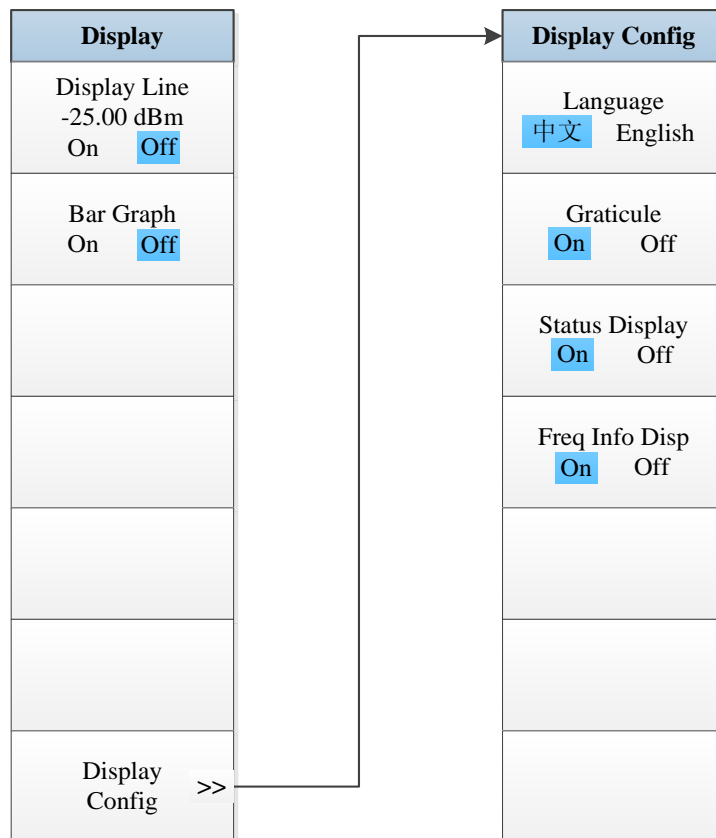 Display
Display Line
-25.00 dBm
On Off
Bar Graph
On Off
Display
Config >>
Display Config
Language
中文 English
Graticule
On Off
Status Display
On Off
Freq Info Disp
On Off